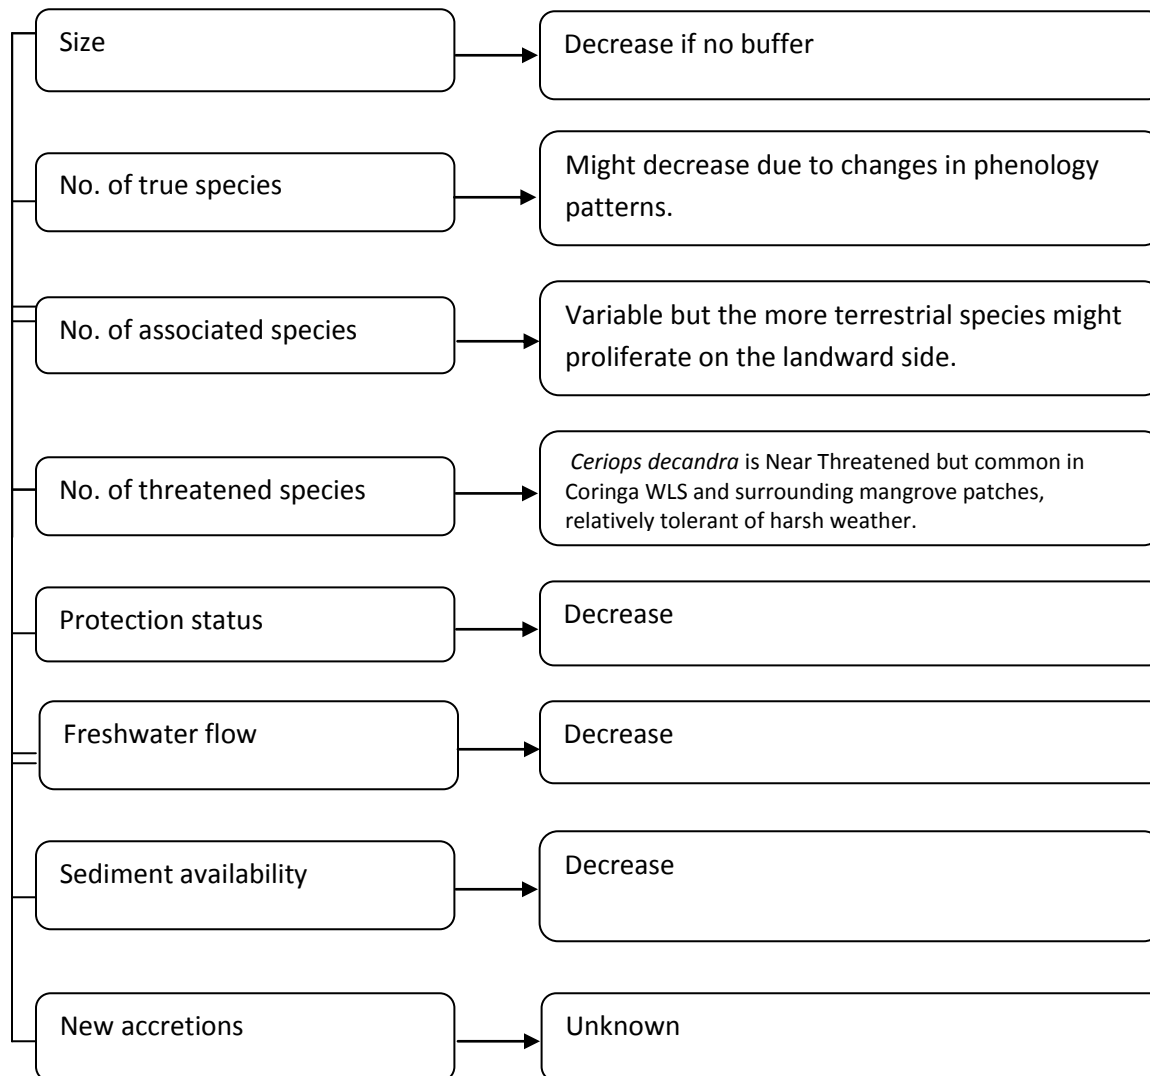 Size
Decrease if no buffer
No. of true species
Might decrease due to changes in phenology
patterns.
No. of associated species
Variable but the more terrestrial species might
proliferate on the landward side.
No. of threatened species
Ceriops decandra is Near Threatened but common in
Coringa WLS and surrounding mangrove patches,
relatively tolerant of harsh weather.
Protection status
Decrease
Freshwater flow
Decrease
Sediment availability
Decrease
New accretions
Unknown